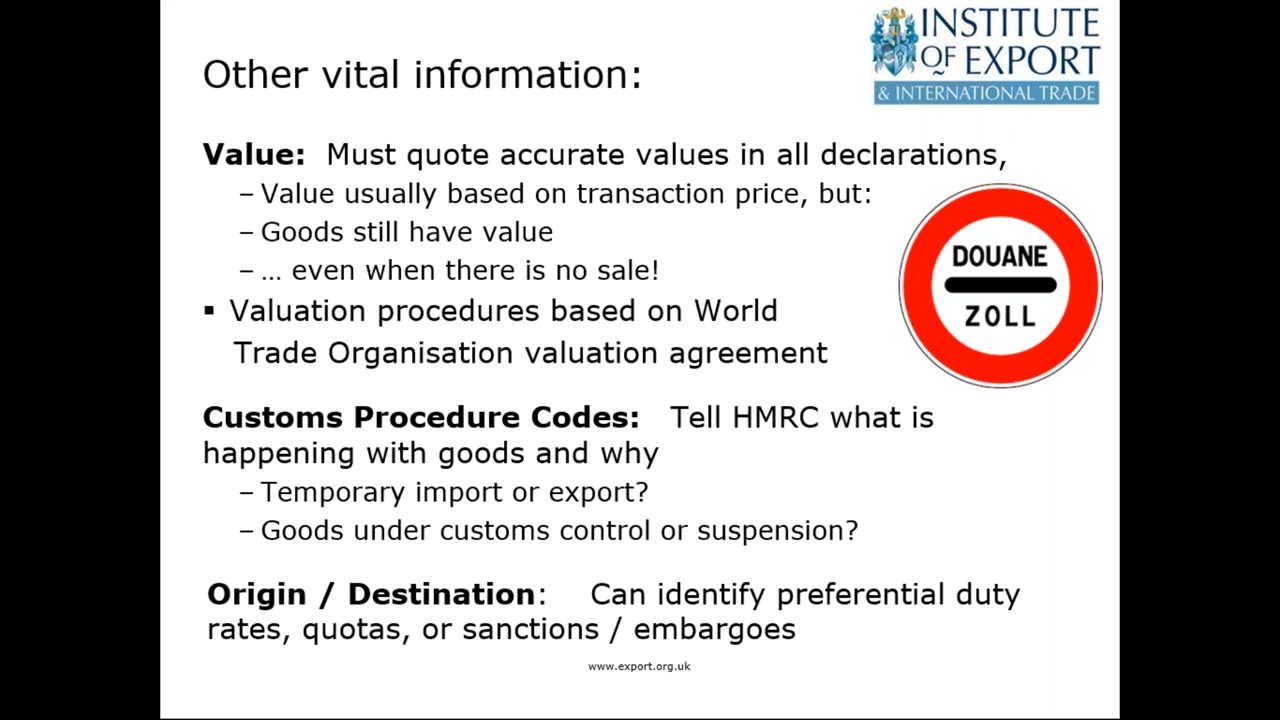 INSTITUTE
OF EXPORT
& INTERNATIONAL TRADE
Other vital information:
Value: Must quote accurate values in all declarations,
– Value usually based on transaction price, but:
– Goods still have value
– … even when there is no sale!
▪ Valuation procedures based on World
Trade Organisation valuation agreement
DOUANE
ZOLL
Customs Procedure Codes: Tell HMRC what is
happening with goods and why
– Temporary import or export?
– Goods under customs control or suspension?
Origin / Destination: Can identify preferential duty
rates, quotas, or sanctions / embargoes
www.export.org.uk